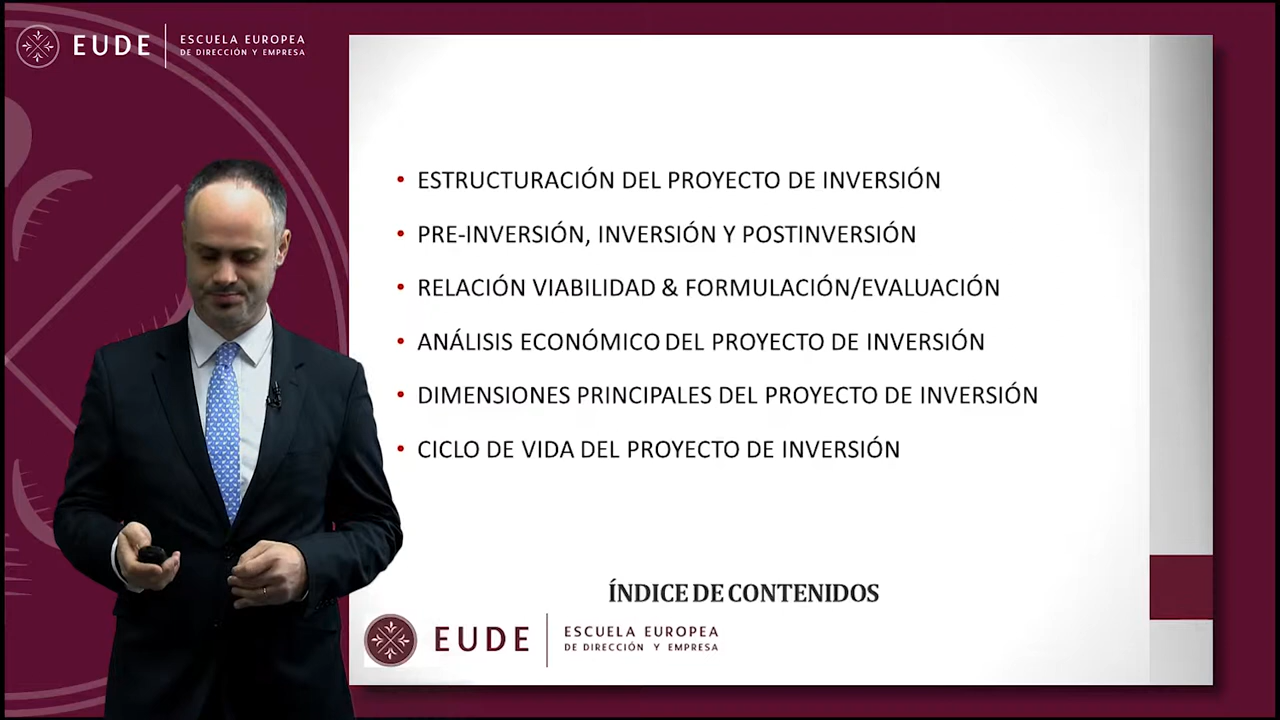 EUDE
ESCUELA EUROPEA
DE DIRECCIÓN Y EMPRESA
• ESTRUCTURACIÓN DEL PROYECTO DE INVERSIÓN
• PRE-INVERSIÓN, INVERSIÓN Y POSTINVERSIÓN
• RELACIÓN VIABILIDAD & FORMULACIÓN/EVALUACIÓN
• ANÁLISIS ECONÓMICO DEL PROYECTO DE INVERSIÓN
• DIMENSIONES PRINCIPALES DEL PROYECTO DE INVERSIÓN
• CICLO DE VIDA DEL PROYECTO DE INVERSIÓN
ÍNDICE DE CONTENIDOS
EUDE
ESCUELA EUROPEA
DE DIRECCIÓN Y EMPRESA